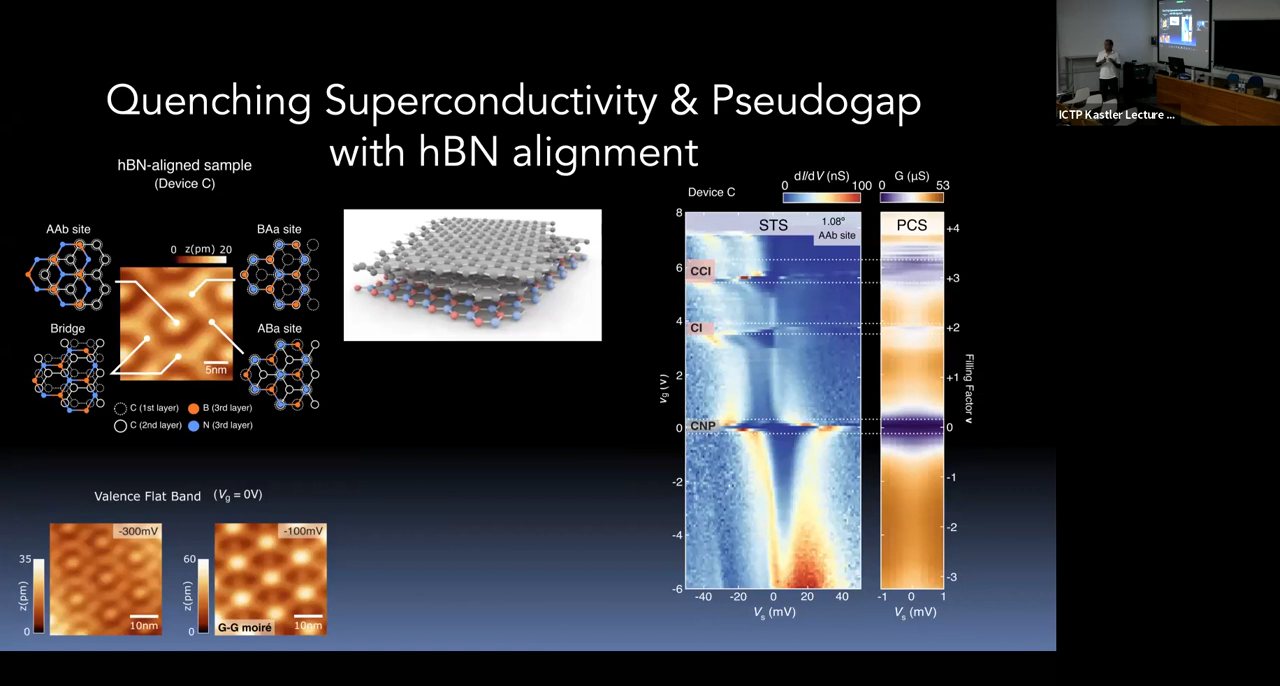 Quenching Superconductivity & Pseudogap
with hBN alignment
hBN-aligned sample
(Device C)
AAb site
BAa site
0 z(pm) 20
Bridge
ABa site
5nm
C (1st layer) B (3rd layer)
C (2nd layer) N (3rd layer)
Valence Flat Band (Vg = 0V)
-300mV
35
z(pm)
0
10nm
-100mV
60
z(pm)
0
G-G moiré
10nm
Device C
dI/dV (nS)
0 100
G (µS)
0 53
STS
1.08°
AAb site
PCS
CCI
CI
CNP
8
6
4
2
0
-2
-4
-6
Vg (V)
-40 -20 0 20 40
Vs (mV)
+4
+3
+2
+1
0
-1
-2
-3
Filling Factor ν
-1 0 1
Vs (mV)
ICTP Kastler Lecture ...